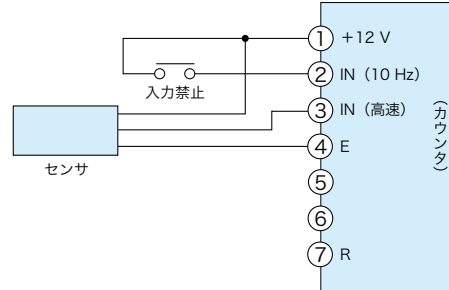 ① +12 V
② IN（10 Hz）
入力禁止
③ IN（高速）
④ E
センサ
⑤
⑥
⑦ R
（カウンタ）